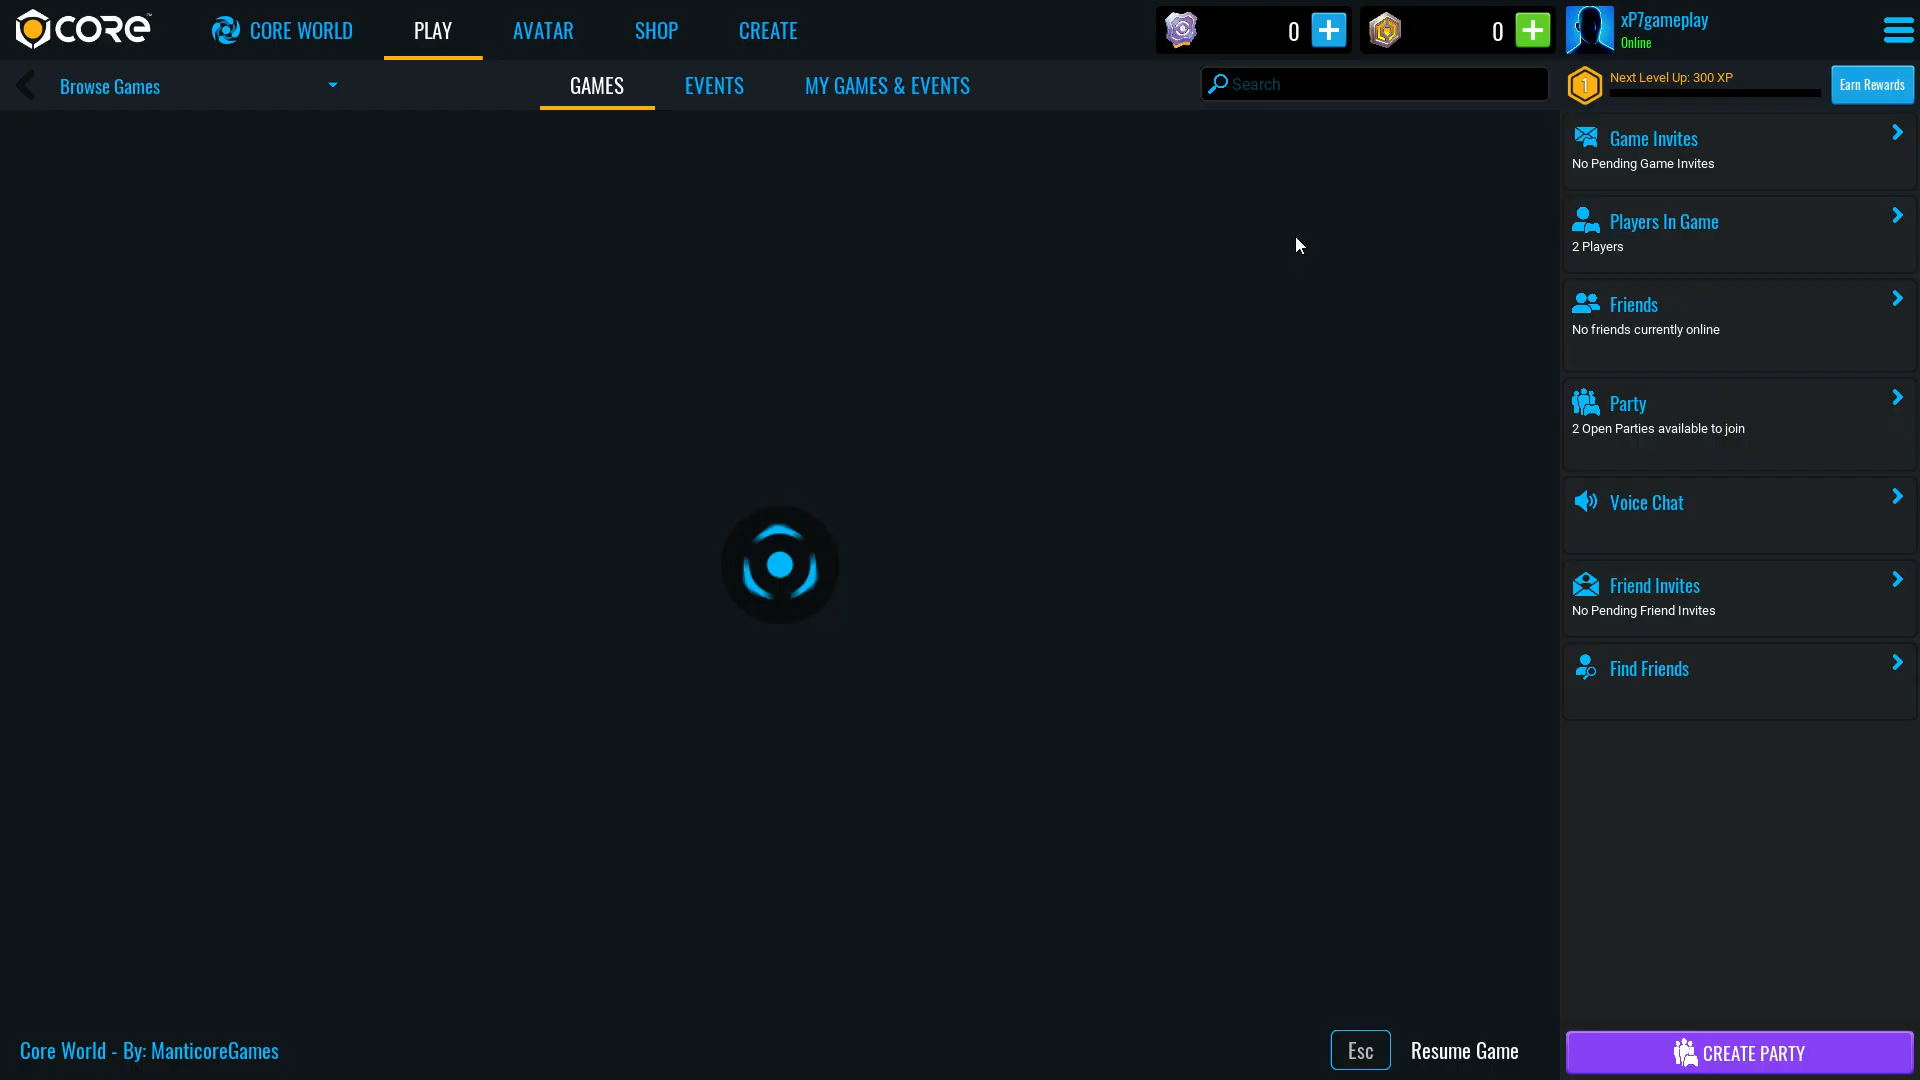 CORE
CORE WORLD
PLAY
AVATAR
SHOP
CREATE
0
0
xP7gameplay
Online
Browse Games
GAMES
EVENTS
MY GAMES & EVENTS
Search
1
Next Level Up: 300 XP
Earn Rewards
Game Invites
No Pending Game Invites
Players In Game
2 Players
Friends
No friends currently online
Party
2 Open Parties available to join
Voice Chat
Friend Invites
No Pending Friend Invites
Find Friends
Core World - By: ManticoreGames
Esc
Resume Game
CREATE PARTY